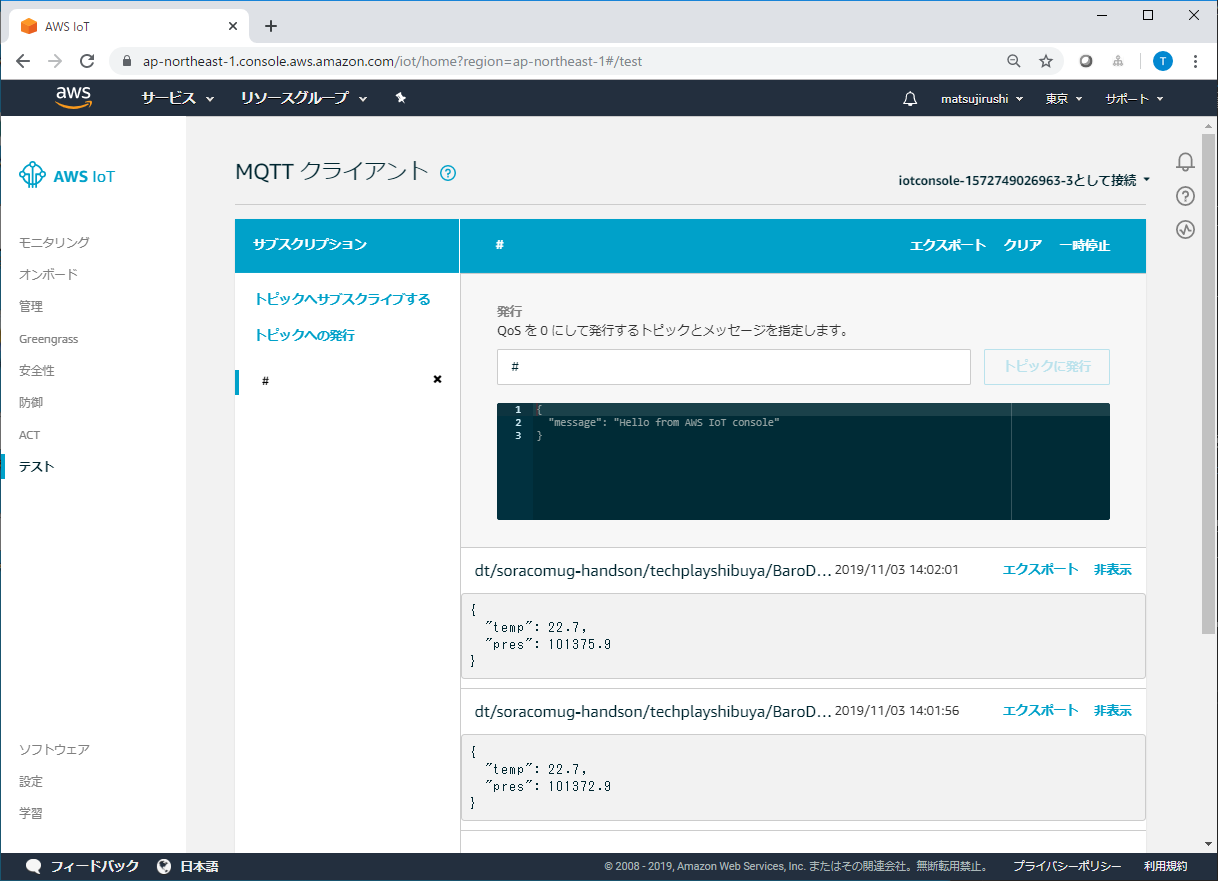 AWS IoT
ap-northeast-1.console.aws.amazon.com/iot/home?region=ap-northeast-1#/test
T
aws サービス リソースグループ matsujirushi 東京 サポート
AWS IoT
モニタリング
オンボード
管理
Greengrass
安全性
防御
ACT
テスト
ソフトウェア
設定
学習
MQTT クライアント
iotconsole-1572749026963-3として接続
サブスクリプション
トピックへサブスクライブする
トピックへの発行
#
# エクスポート クリア 一時停止
発行
QoS を 0 にして発行するトピックとメッセージを指定します。
# トピックに発行
1 {
2 "message": "Hello from AWS IoT console"
3 }
dt/soracomug-handson/techplayshibuya/BaroD... 2019/11/03 14:02:01 エクスポート 非表示
{
"temp": 22.7,
"pres": 101375.9
}
dt/soracomug-handson/techplayshibuya/BaroD... 2019/11/03 14:01:56 エクスポート 非表示
{
"temp": 22.7,
"pres": 101372.9
}
フィードバック 日本語 © 2008 - 2019, Amazon Web Services, Inc. またはその関連会社。無断転用禁止。 プライバシーポリシー 利用規約